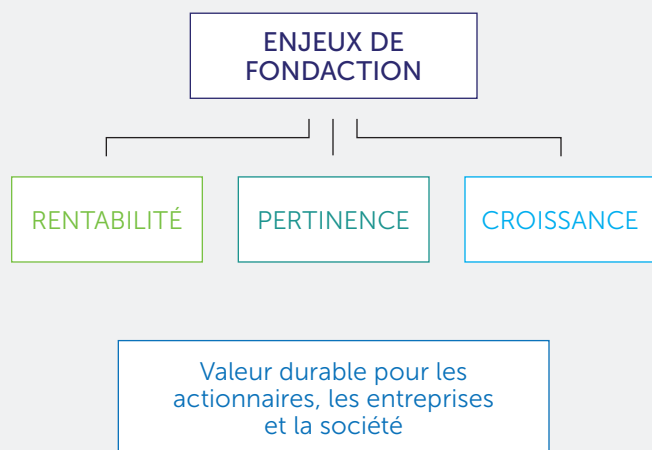 ENJEUX DE
FONDACTION
RENTABILITÉ
PERTINENCE
CROISSANCE
Valeur durable pour les
actionnaires, les entreprises
et la société